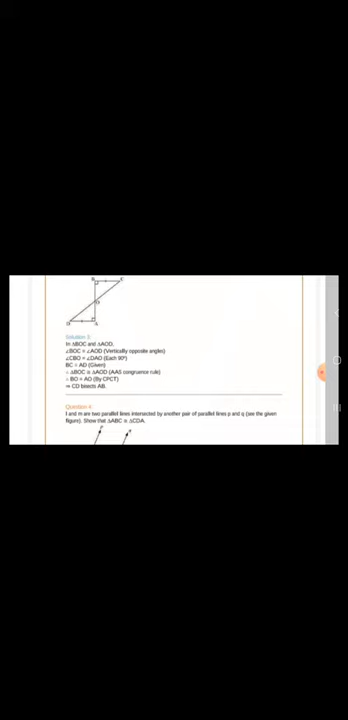 B C
O
D A
Solution 3:
In ΔBOC and ΔAOD,
∠BOC = ∠AOD (Vertically opposite angles)
∠CBO = ∠DAO (Each 90º)
BC = AD (Given)
∴ ΔBOC ≅ ΔAOD (AAS congruence rule)
∴ BO = AO (By CPCT)
⇒ CD bisects AB.
Question 4:
l and m are two parallel lines intersected by another pair of parallel lines p and q (see the given
figure). Show that ΔABC ≅ ΔCDA.